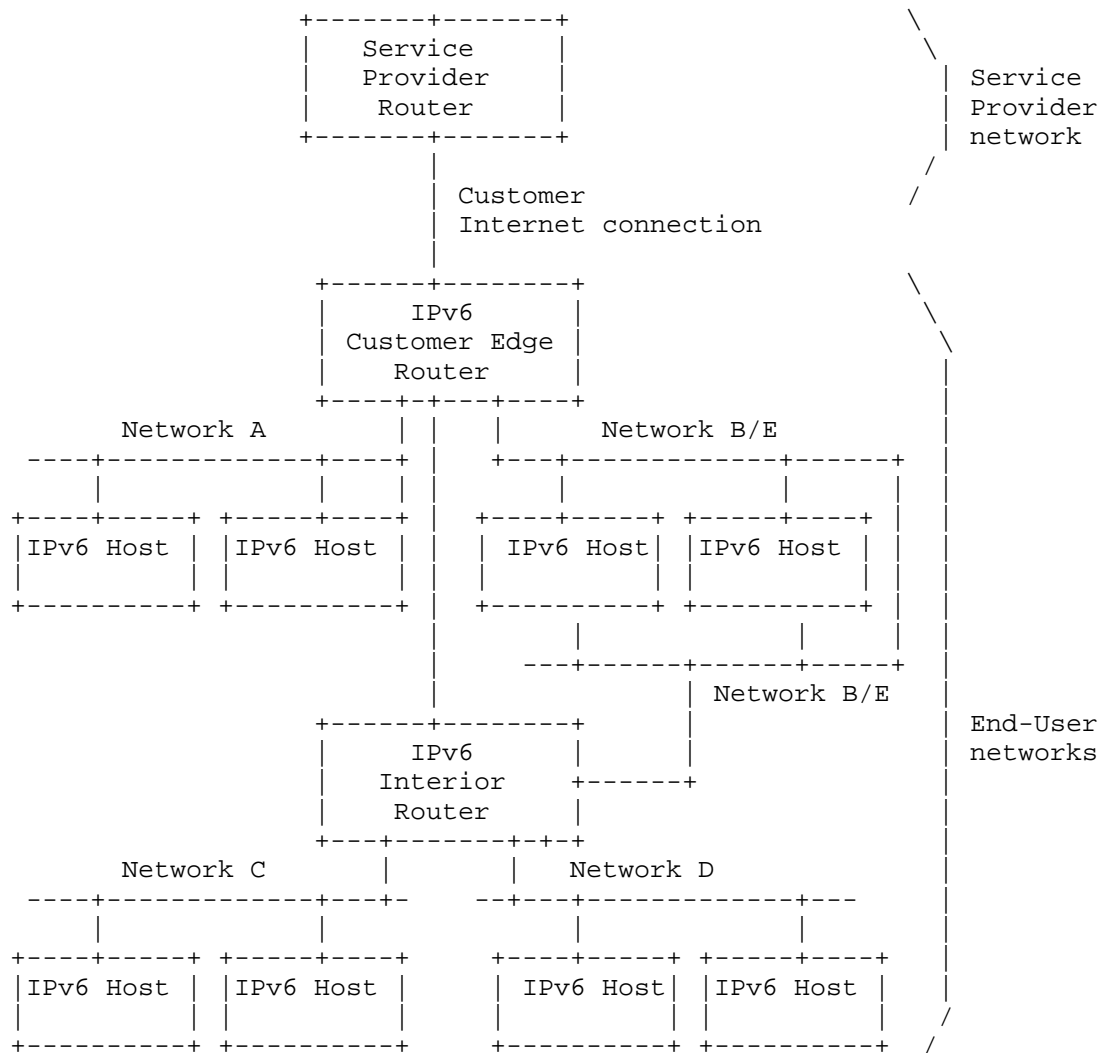 Service
Provider
Router
Service
Provider
network
Customer
Internet connection
IPv6
Customer Edge
Router
Network A
Network B/E
IPv6 Host
IPv6 Host
IPv6 Host
IPv6 Host
Network B/E
IPv6
Interior
Router
End-User
networks
Network C
Network D
IPv6 Host
IPv6 Host
IPv6 Host
IPv6 Host